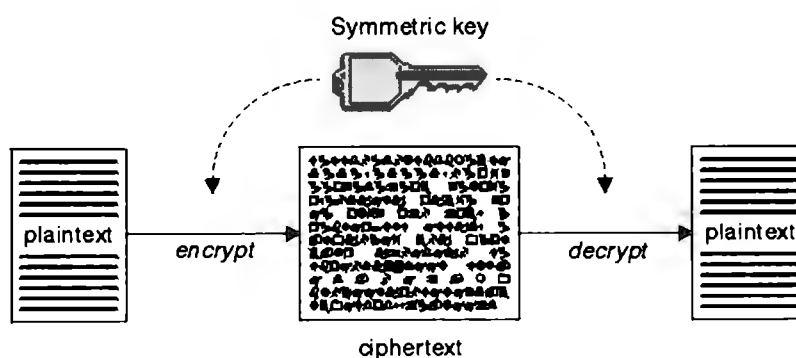 Symmetric key
plaintext
encrypt
decrypt
plaintext
ciphertext